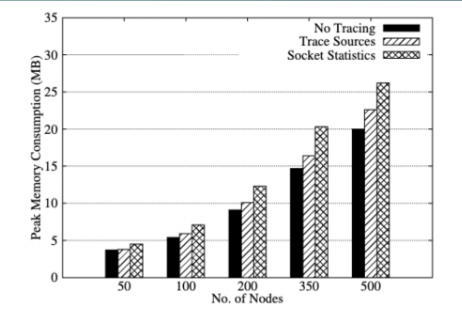 35
30
25
20
15
10
5
0
Peak Memory Consumption (MB)
No Tracing
Trace Sources
Socket Statistics
50 100 200 350 500
No. of Nodes